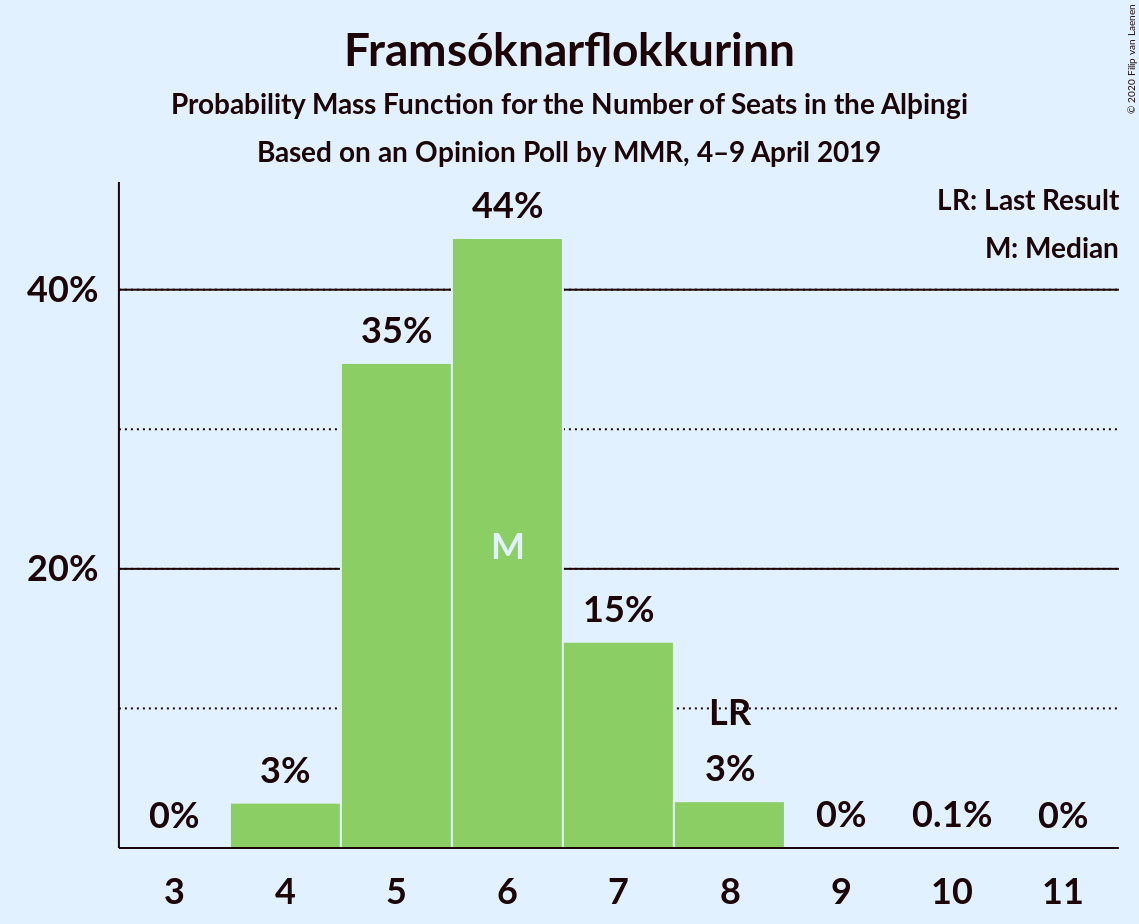 Framsóknarflokkurinn
Probability Mass Function for the Number of Seats in the Alþingi
Based on an Opinion Poll by MMR, 4–9 April 2019
© 2020 Filip van Laenen
LR: Last Result
M: Median
40%
20%
0%
3%
35%
44%
M
15%
LR
3%
0%
0.1%
0%
3 4 5 6 7 8 9 10 11